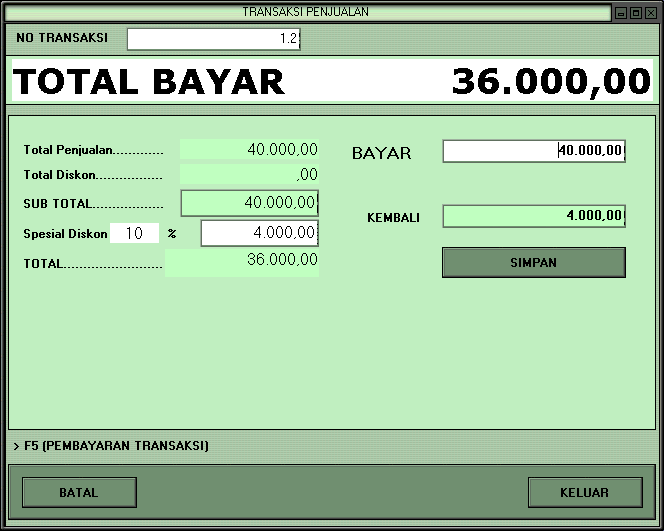 TRANSAKSI PENJUALAN
NO TRANSAKSI 1.2
TOTAL BAYAR 36.000,00
Total Penjualan............. 40.000,00
BAYAR 40.000,00
Total Diskon.................. ,00
SUB TOTAL................... 40.000,00
KEMBALI 4.000,00
Spesial Diskon 10 % 4.000,00
TOTAL.......................... 36.000,00
SIMPAN
> F5 (PEMBAYARAN TRANSAKSI)
BATAL KELUAR